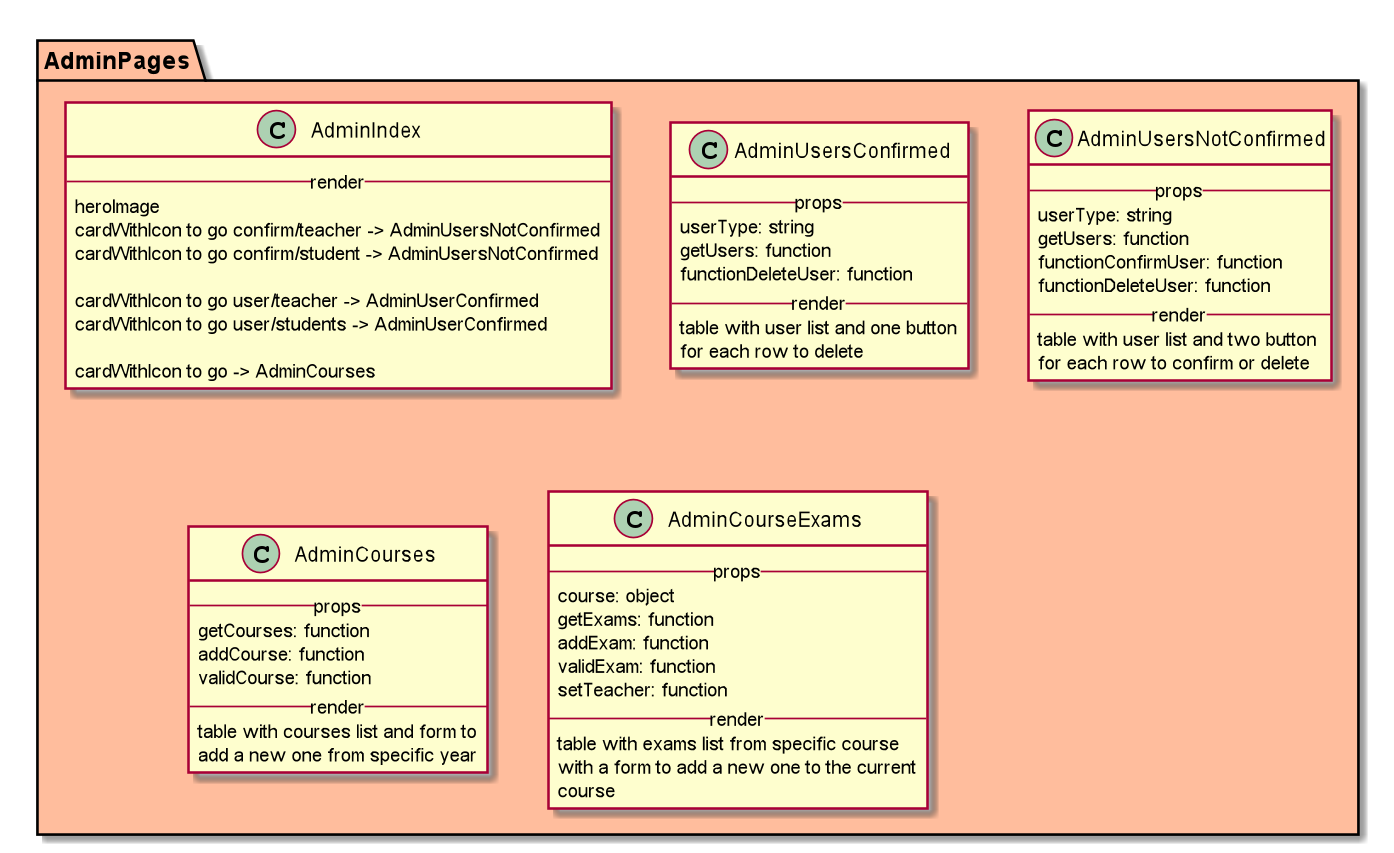 AdminPages
C AdminIndex
render
heroImage
cardWithIcon to go confirm/teacher -> AdminUsersNotConfirmed
cardWithIcon to go confirm/student -> AdminUsersNotConfirmed
cardWithIcon to go user/teacher -> AdminUserConfirmed
cardWithIcon to go user/students -> AdminUserConfirmed
cardWithIcon to go -> AdminCourses
C AdminUsersConfirmed
props
userType: string
getUsers: function
functionDeleteUser: function
render
table with user list and one button
for each row to delete
C AdminUsersNotConfirmed
props
userType: string
getUsers: function
functionConfirmUser: function
functionDeleteUser: function
render
table with user list and two button
for each row to confirm or delete
C AdminCourses
props
getCourses: function
addCourse: function
validCourse: function
render
table with courses list and form to
add a new one from specific year
C AdminCourseExams
props
course: object
getExams: function
addExam: function
validExam: function
setTeacher: function
render
table with exams list from specific course
with a form to add a new one to the current
course